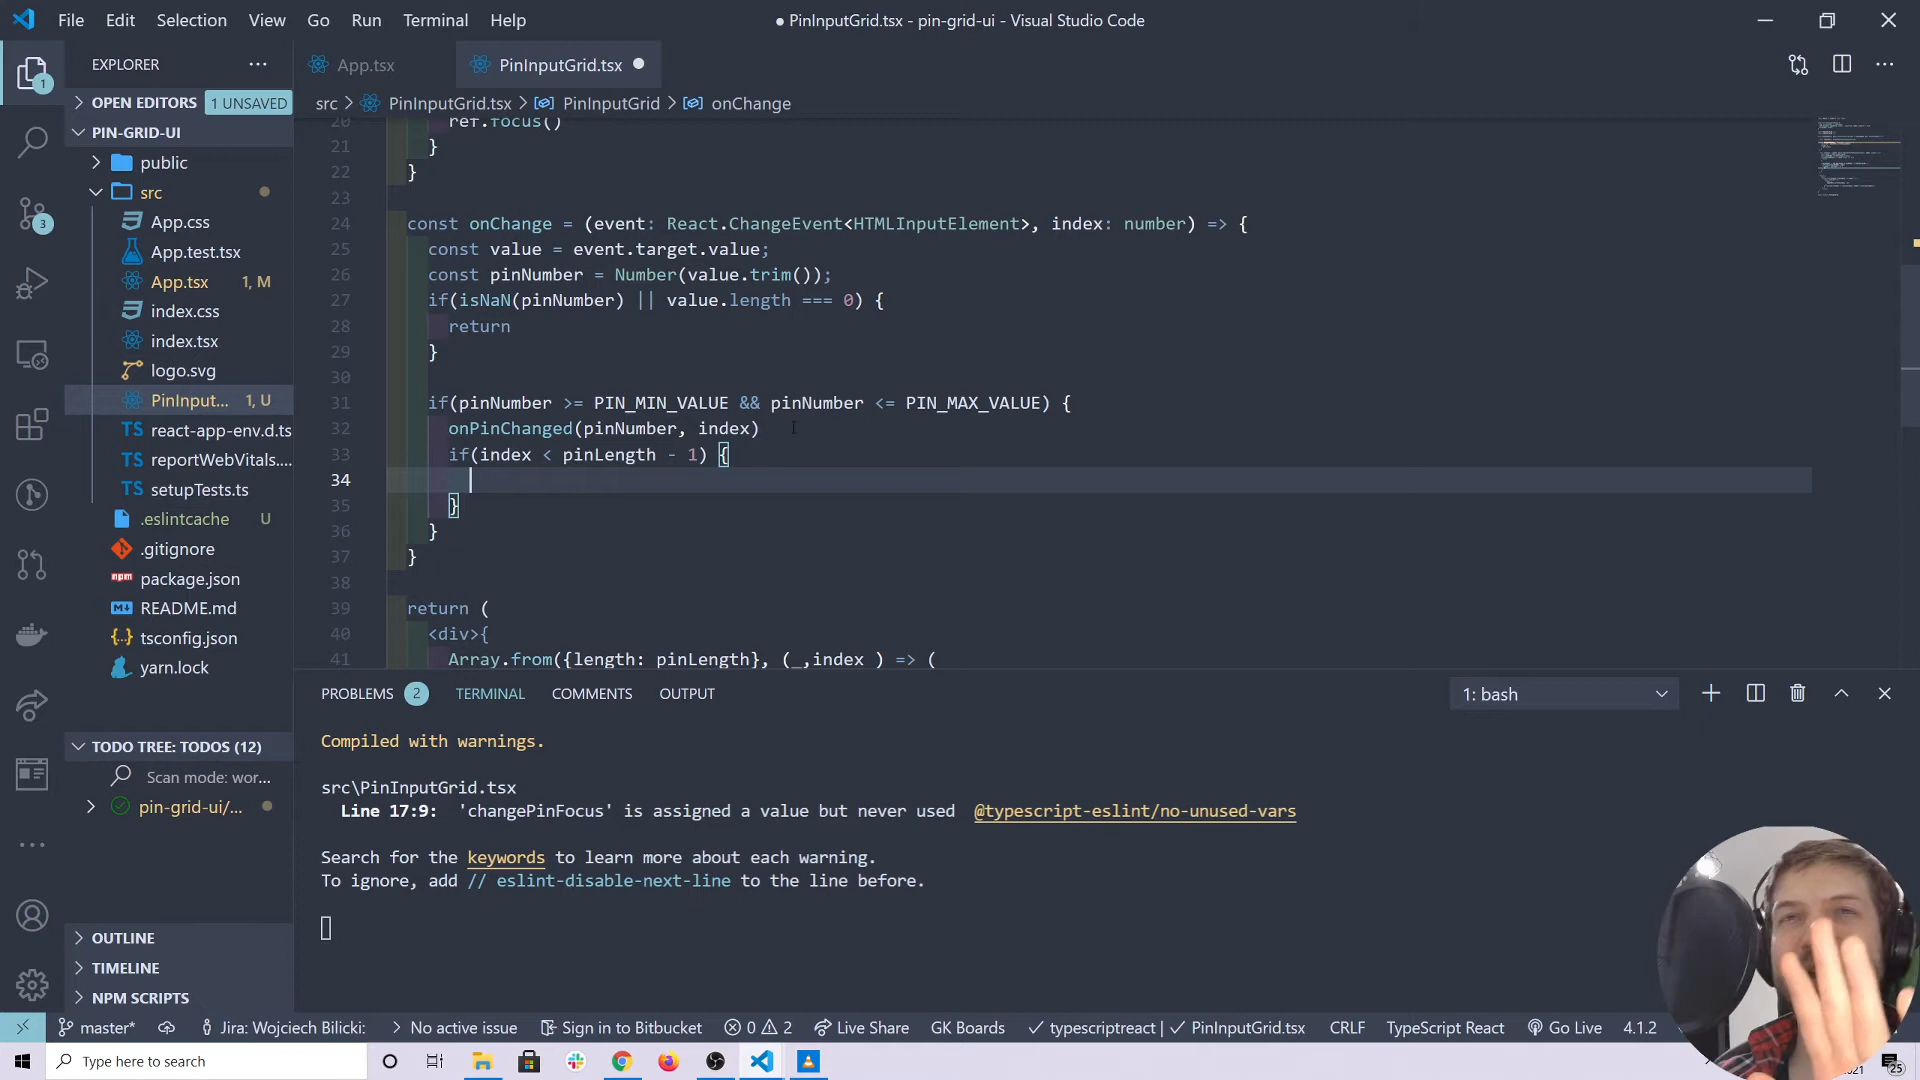 File Edit Selection View Go Run Terminal Help
● PinInputGrid.tsx - pin-grid-ui - Visual Studio Code
EXPLORER
OPEN EDITORS 1 UNSAVED
PIN-GRID-UI
public
src
App.css
App.test.tsx
App.tsx 1, M
index.css
index.tsx
logo.svg
PinInput... 1, U
react-app-env.d.ts
reportWebVitals....
setupTests.ts
.eslintcache U
.gitignore
package.json
README.md
tsconfig.json
yarn.lock
TODO TREE: TODOS (12)
Scan mode: wor...
pin-grid-ui/...
OUTLINE
TIMELINE
NPM SCRIPTS
App.tsx
PinInputGrid.tsx
src > PinInputGrid.tsx > PinInputGrid > onChange
20 ref.focus()
21 }
22 }
23
24 const onChange = (event: React.ChangeEvent<HTMLInputElement>, index: number) => {
25 const value = event.target.value;
26 const pinNumber = Number(value.trim());
27 if(isNaN(pinNumber) || value.length === 0) {
28 return
29 }
30
31 if(pinNumber >= PIN_MIN_VALUE && pinNumber <= PIN_MAX_VALUE) {
32 onPinChanged(pinNumber, index)
33 if(index < pinLength - 1) {
34
35 }
36 }
37 }
38
39 return (
40 <div>{
41 Array.from({length: pinLength}, (_,index ) => (
PROBLEMS 2 TERMINAL COMMENTS OUTPUT
1: bash
Compiled with warnings.
src\PinInputGrid.tsx
Line 17:9: 'changePinFocus' is assigned a value but never used @typescript-eslint/no-unused-vars
Search for the keywords to learn more about each warning.
To ignore, add // eslint-disable-next-line to the line before.
master* Jira: Wojciech Bilicki: No active issue Sign in to Bitbucket 0 2 Live Share GK Boards typescriptreact | PinInputGrid.tsx CRLF TypeScript React Go Live 4.1.2
Type here to search
25